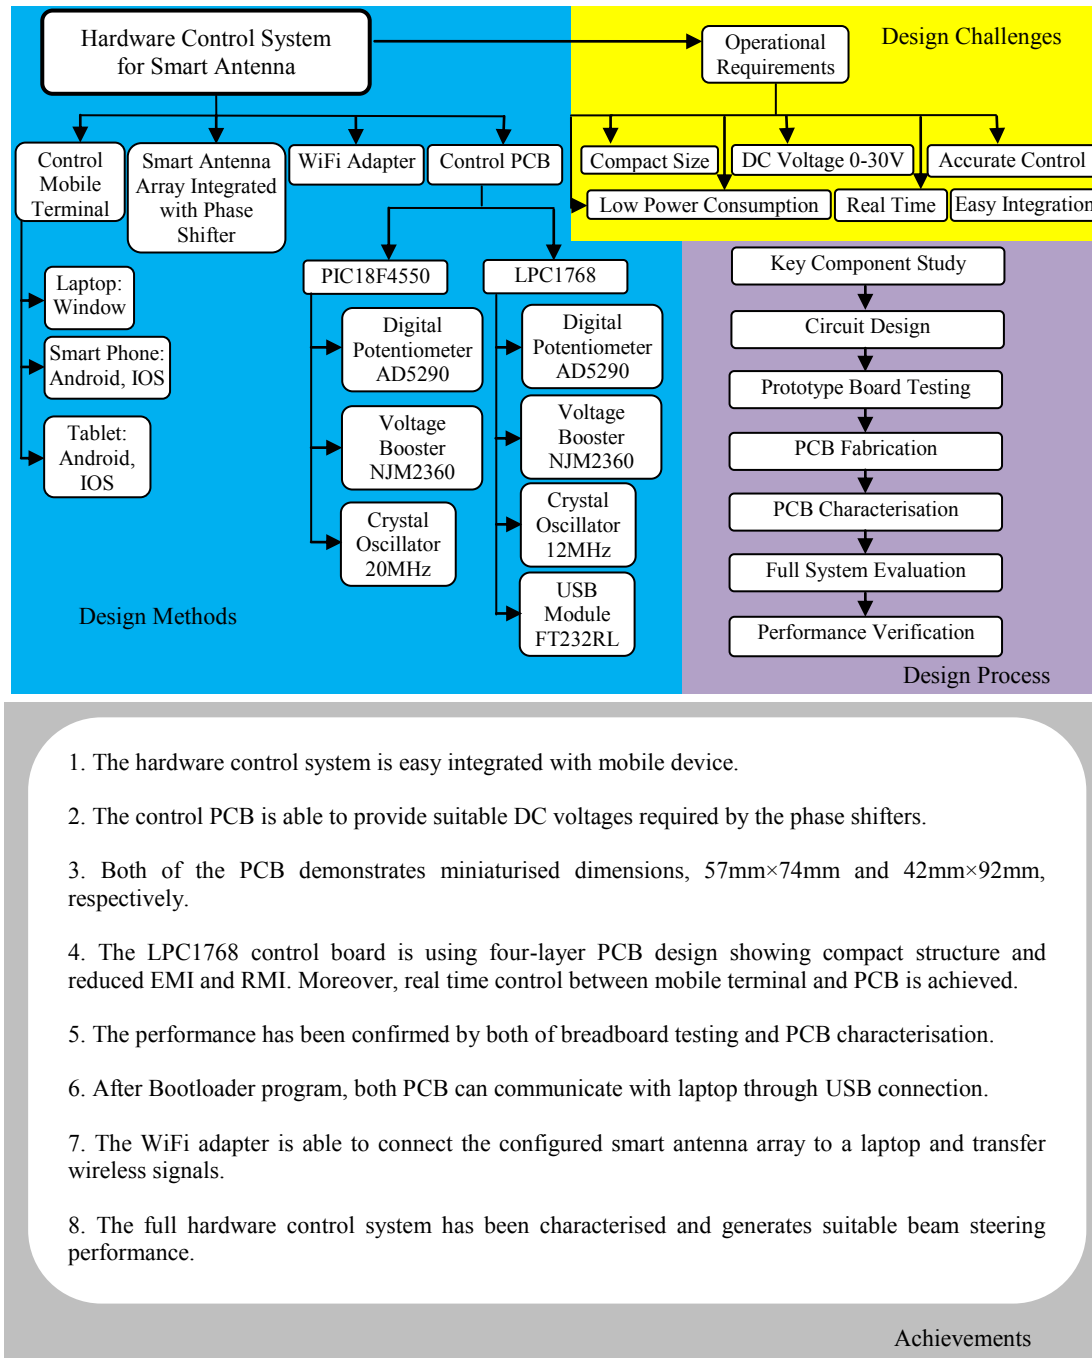 Hardware Control System
for Smart Antenna
Operational
Requirements
Design Challenges
Control
Mobile
Terminal
Smart Antenna
Array Integrated
with Phase
Shifter
WiFi Adapter
Control PCB
Compact Size
DC Voltage 0-30V
Accurate Control
Low Power Consumption
Real Time
Easy Integration
Laptop:
Window
Smart Phone:
Android, IOS
Tablet:
Android,
IOS
PIC18F4550
LPC1768
Digital
Potentiometer
AD5290
Voltage
Booster
NJM2360
Crystal
Oscillator
20MHz
Digital
Potentiometer
AD5290
Voltage
Booster
NJM2360
Crystal
Oscillator
12MHz
USB
Module
FT232RL
Design Methods
Key Component Study
Circuit Design
Prototype Board Testing
PCB Fabrication
PCB Characterisation
Full System Evaluation
Performance Verification
Design Process
1. The hardware control system is easy integrated with mobile device.
2. The control PCB is able to provide suitable DC voltages required by the phase shifters.
3. Both of the PCB demonstrates miniaturised dimensions, 57mm×74mm and 42mm×92mm,
respectively.
4. The LPC1768 control board is using four-layer PCB design showing compact structure and
reduced EMI and RMI. Moreover, real time control between mobile terminal and PCB is achieved.
5. The performance has been confirmed by both of breadboard testing and PCB characterisation.
6. After Bootloader program, both PCB can communicate with laptop through USB connection.
7. The WiFi adapter is able to connect the configured smart antenna array to a laptop and transfer
wireless signals.
8. The full hardware control system has been characterised and generates suitable beam steering
performance.
Achievements